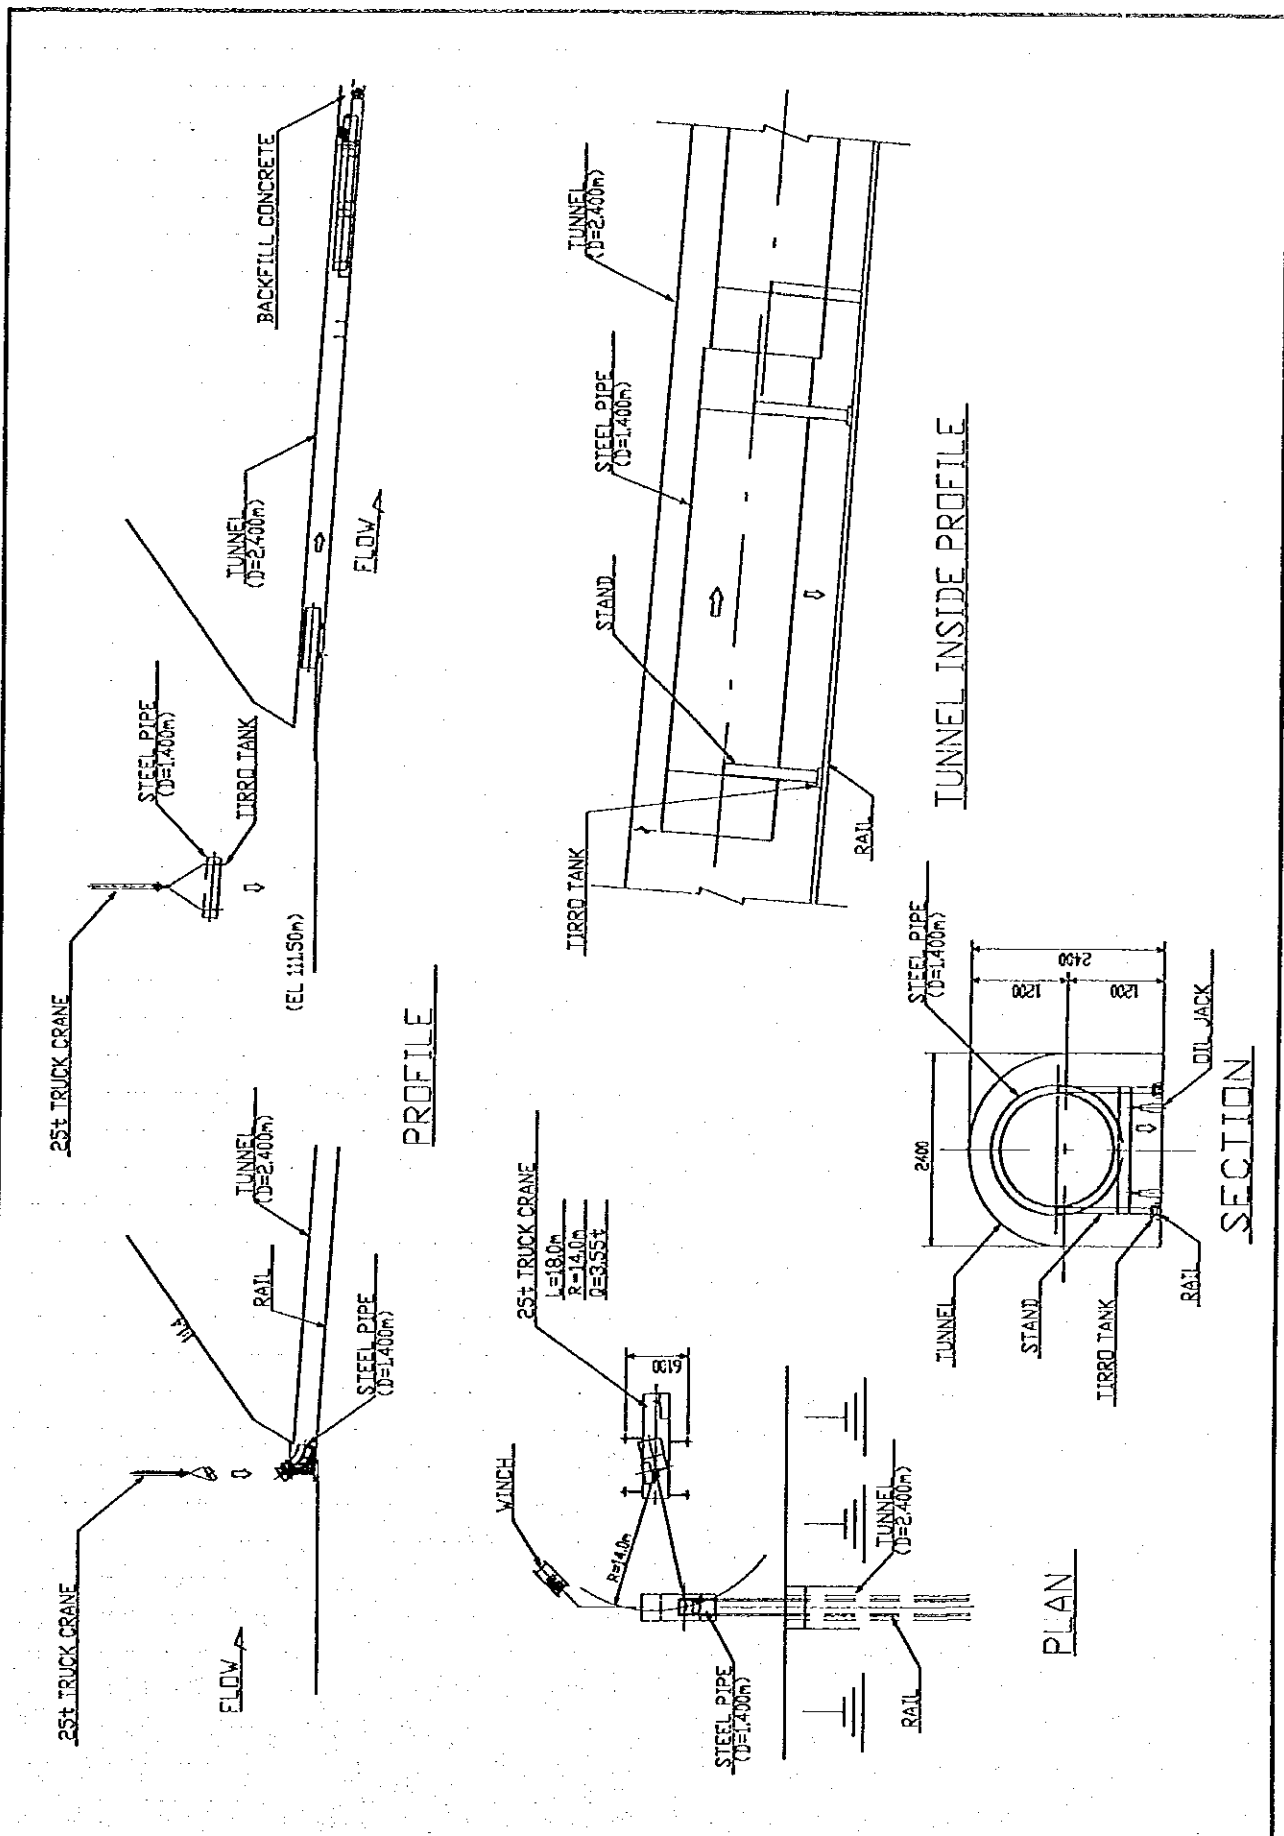 25t TRUCK CRANE
FLOW
1:1.4
RAIL
TUNNEL
(D=2.400m)
STEEL PIPE
(D=1.400m)
25t TRUCK CRANE
STEEL PIPE
(D=1.400m)
TIRRO TANK
(EL 111.50m)
TUNNEL
(D=2.400m)
FLOW
BACKFILL CONCRETE
PROFILE
WINCH
R=14.0m
25t TRUCK CRANE
L=18.0m
R=14.0m
Q=3.55t
STEEL PIPE
(D=1.400m)
RAIL
TUNNEL
(D=2.400m)
PLAN
TIRRO TANK
STAND
STEEL PIPE
(D=1.400m)
TUNNEL
(D=2.400m)
RAIL
TUNNEL INSIDE PROFILE
TUNNEL
STAND
TIRRO TANK
RAIL
2400
STEEL PIPE
(D=1.400m)
1200
1200
2400
OIL JACK
SECTION